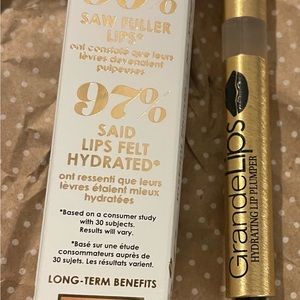 SAW FULLER
LIPS*
ont constaté que leurs
lèvres devenaient
pulpeuses
97%
SAID
LIPS FELT
HYDRATED*
ont ressenti que leurs
lèvres étaient mieux
hydratées
*Based on a consumer study
with 30 subjects.
Results will vary.
*Basé sur une étude
consommateurs auprès de
30 sujets. Les résultats varient.
LONG-TERM BENEFITS
GrandeLips
HYDRATING LIP PLUMPER